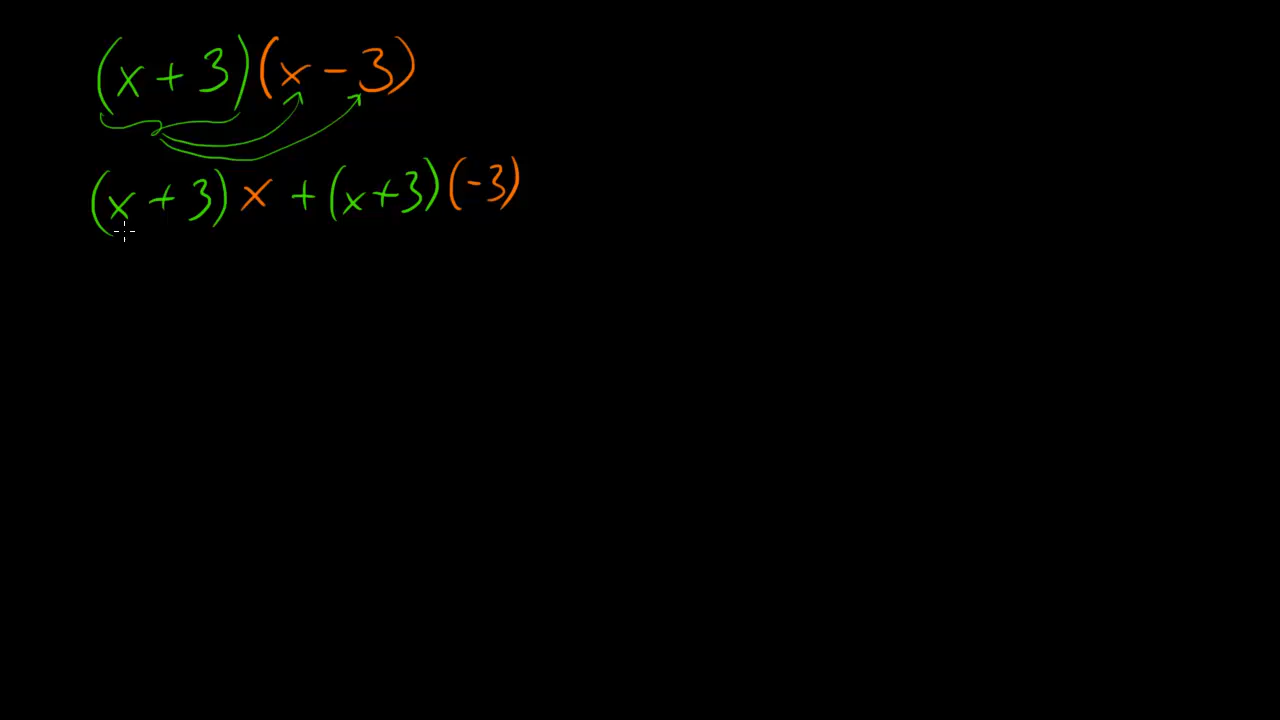 (x + 3)(x - 3)
(x + 3) x + (x+3)(-3)